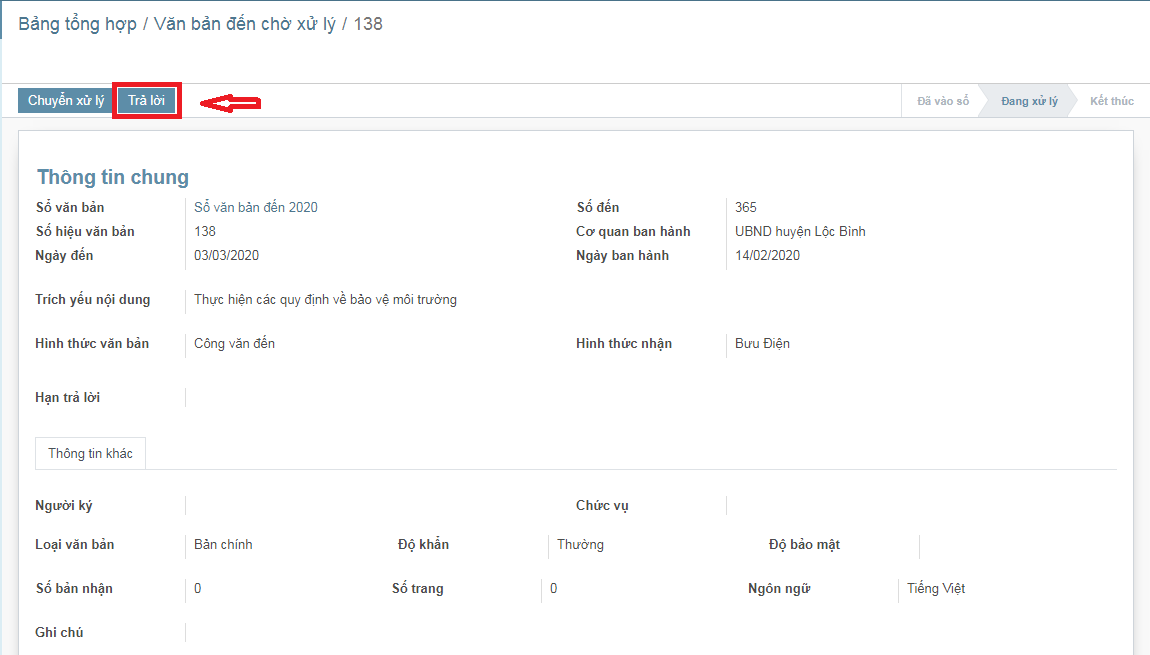 Bảng tổng hợp / Văn bản đến chờ xử lý / 138
Chuyển xử lý Trả lời Đã vào sổ Đang xử lý Kết thúc
Thông tin chung
Sổ văn bản Sổ văn bản đến 2020 Số đến 365
Số hiệu văn bản 138 Cơ quan ban hành UBND huyện Lộc Bình
Ngày đến 03/03/2020 Ngày ban hành 14/02/2020
Trích yếu nội dung Thực hiện các quy định về bảo vệ môi trường
Hình thức văn bản Công văn đến Hình thức nhận Bưu Điện
Hạn trả lời
Thông tin khác
Người ký Chức vụ
Loại văn bản Bản chính Độ khẩn Thường Độ bảo mật
Số bản nhận 0 Số trang 0 Ngôn ngữ Tiếng Việt
Ghi chú